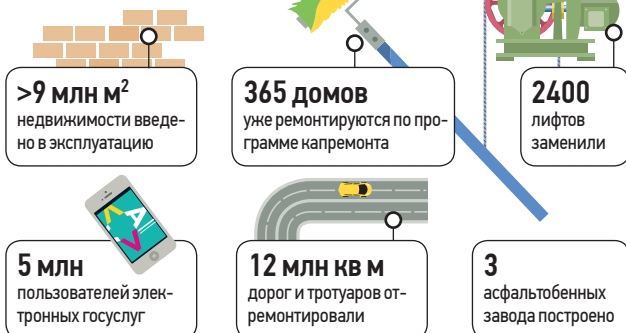 >9 млн м²
недвижимости введе-
но в эксплуатацию
365 домов
уже ремонтируются по про-
грамме капремонта
2400
лифтов
заменили
5 млн
пользователей элек-
тронных госуслуг
12 млн кв м
дорог и тротуаров от-
ремонтировали
3
асфальтобенных
завода построено